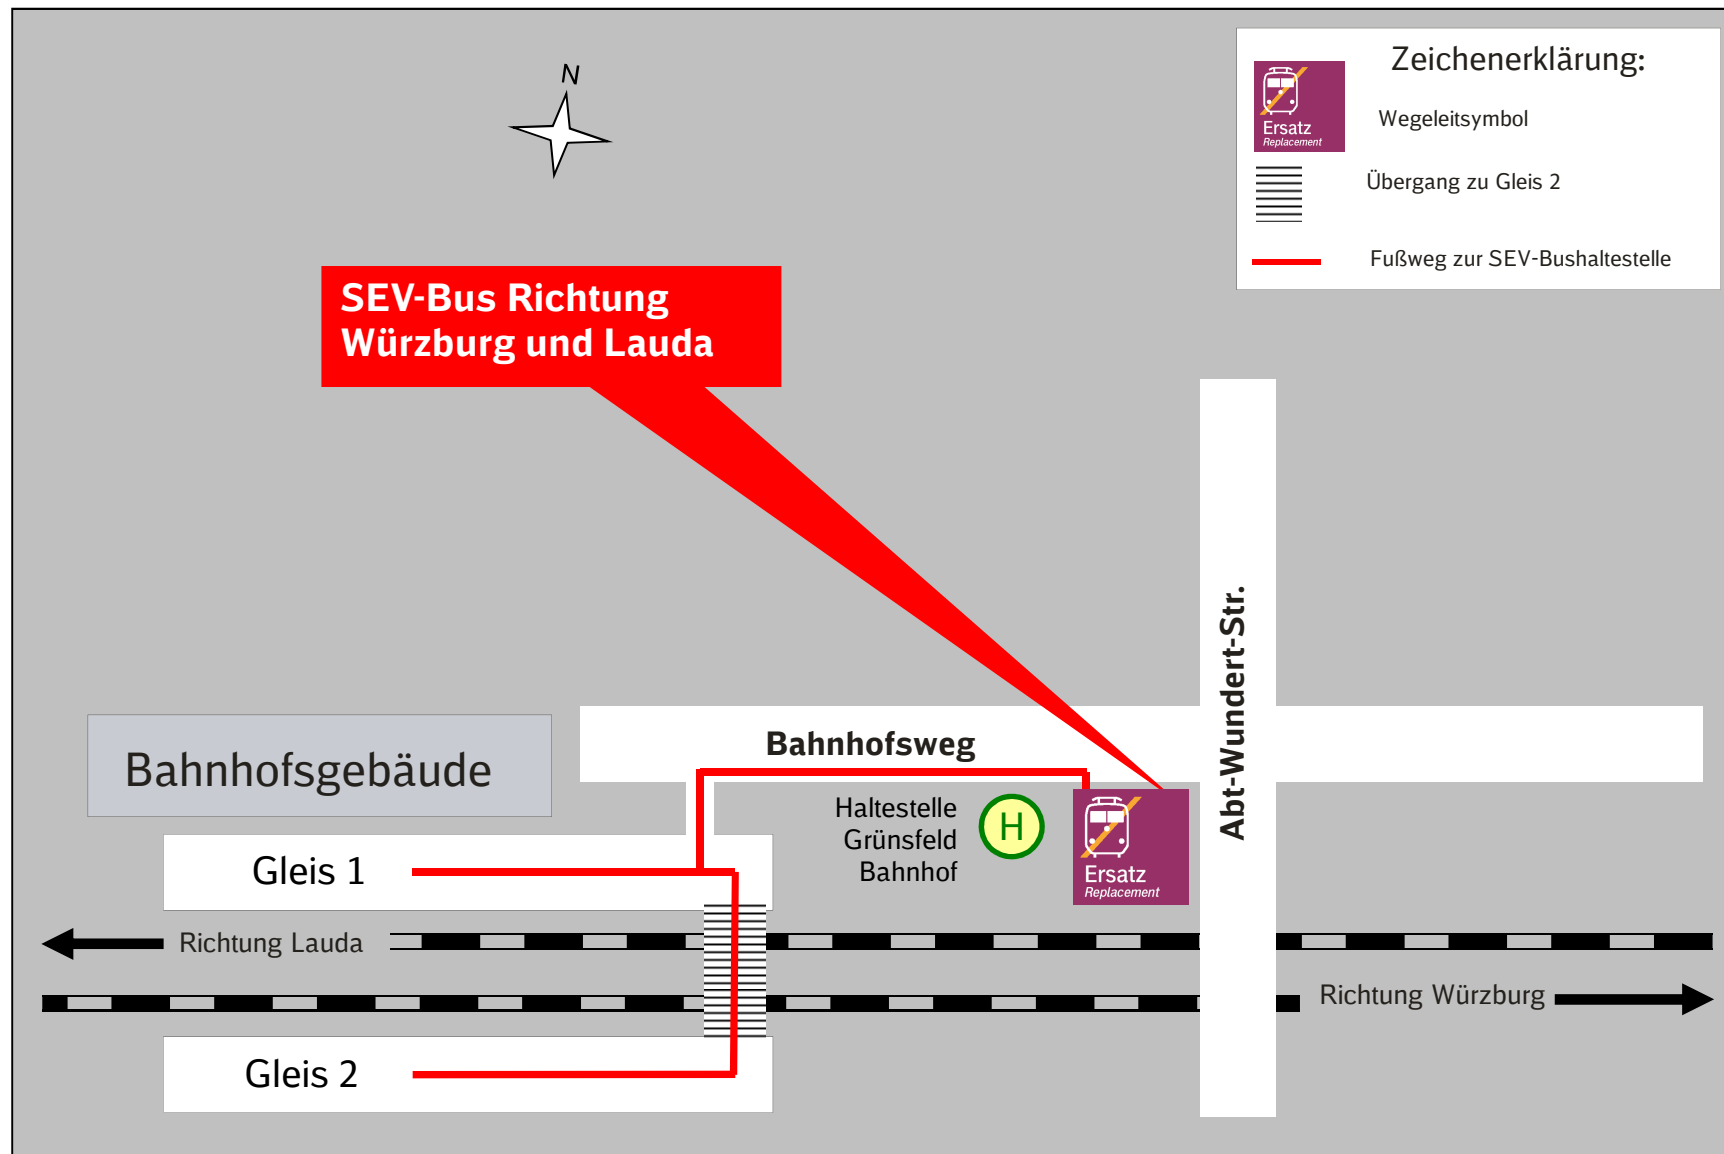 N
Zeichenerklärung:
Ersatz
Replacement
Wegeleitsymbol
Übergang zu Gleis 2
Fußweg zur SEV-Bushaltestelle
SEV-Bus Richtung
Würzburg und Lauda
Abt-Wundert-Str.
Bahnhofsweg
Bahnhofsgebäude
Haltestelle
Grünsfeld
Bahnhof
H
Ersatz
Replacement
Gleis 1
Richtung Lauda
Richtung Würzburg
Gleis 2